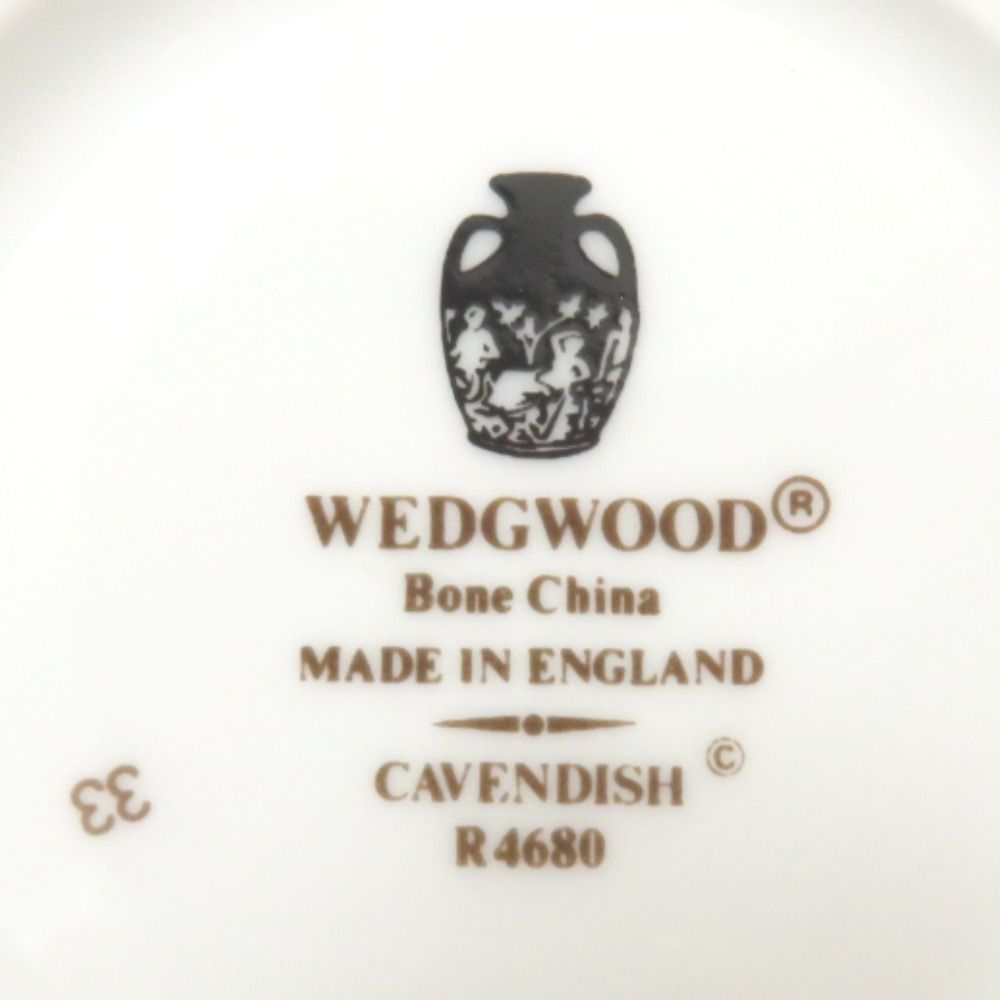 WEDGWOOD®
Bone China
MADE IN ENGLAND
CAVENDISH ©
R4680
33